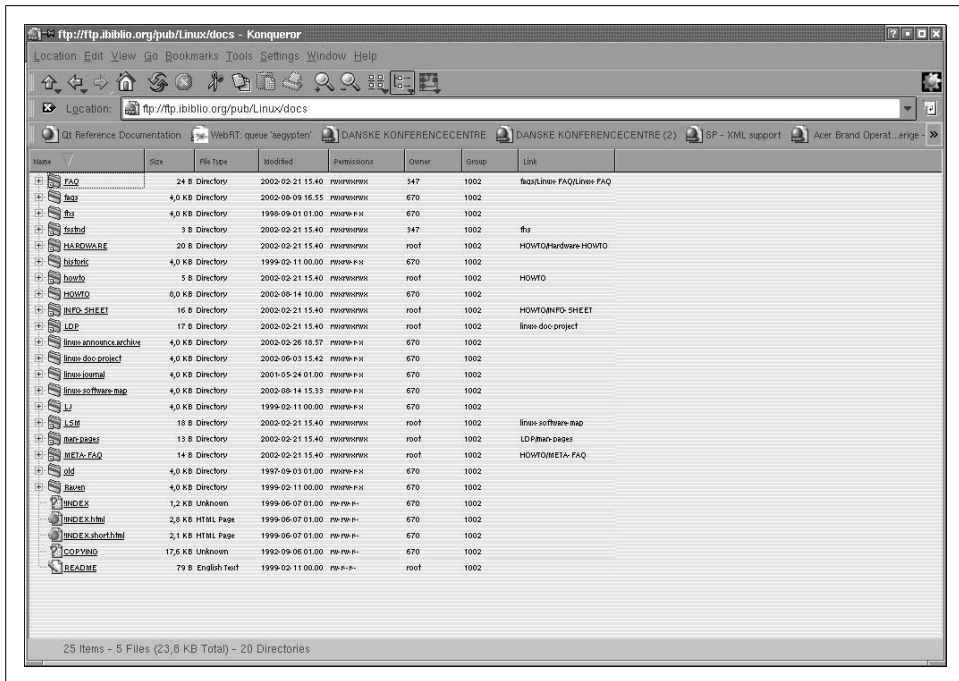 ftp://ftp.ibiblio.org/pub/Linux/docs - Konqueror
Location Edit View Go Bookmarks Tools Settings Window Help
Location: ftp://ftp.ibiblio.org/pub/Linux/docs
Qt Reference Documentation WebRT: queue 'aegypten' DANSKE KONFERENCECENTRE DANSKE KONFERENCECENTRE (2) SP - XML support Acer Brand Operat...erige -
Name Size File Type Modified Permissions Owner Group Link
FAQ 24 B Directory 2002-02-21 15.40 rwxrwxrwx 347 1002 faqs/Linux-FAQ/Linux-FAQ
faqs 4,0 KB Directory 2002-08-09 16.55 rwxrwxrwx 670 1002
fhs 4,0 KB Directory 1998-09-01 01.00 rwxrwxr-x 670 1002
fsstnd 3 B Directory 2002-02-21 15.40 rwxrwxrwx 347 1002 fhs
HARDWARE 20 B Directory 2002-02-21 15.40 rwxrwxrwx root 1002 HOWTO/Hardware-HOWTO
historic 4,0 KB Directory 1999-02-11 00.00 rwxrwxr-x 670 1002
howto 5 B Directory 2002-02-21 15.40 rwxrwxrwx root 1002 HOWTO
HOWTO 8,0 KB Directory 2002-08-14 10.00 rwxrwxrwx 670 1002
INFO-SHEET 16 B Directory 2002-02-21 15.40 rwxrwxrwx root 1002 HOWTO/INFO-SHEET
LDP 17 B Directory 2002-02-21 15.40 rwxrwxrwx root 1002 linux-doc-project
linux-announce.archive 4,0 KB Directory 2002-02-26 18.57 rwxrwxr-x 670 1002
linux-doc-project 4,0 KB Directory 2002-06-03 15.42 rwxrwxr-x 670 1002
linux-journal 4,0 KB Directory 2001-05-24 01.00 rwxrwxr-x 670 1002
linux-software-map 4,0 KB Directory 2002-08-14 15.33 rwxrwxr-x 670 1002
LJ 4,0 KB Directory 1999-02-11 00.00 rwxrwxr-x 670 1002
LSM 18 B Directory 2002-02-21 15.40 rwxrwxrwx root 1002 linux-software-map
man-pages 13 B Directory 2002-02-21 15.40 rwxrwxrwx root 1002 LDP/man-pages
META-FAQ 14 B Directory 2002-02-21 15.40 rwxrwxrwx root 1002 HOWTO/META-FAQ
old 4,0 KB Directory 1997-09-03 01.00 rwxrwxr-x 670 1002
Raven 4,0 KB Directory 1999-02-11 00.00 rwxrwxr-x 670 1002
!INDEX 1,2 KB Unknown 1999-06-07 01.00 rw-rw-r-- 670 1002
!INDEX.html 2,8 KB HTML Page 1999-06-07 01.00 rw-rw-r-- 670 1002
!INDEX.short.html 2,1 KB HTML Page 1999-06-07 01.00 rw-rw-r-- 670 1002
COPYING 17,6 KB Unknown 1992-09-06 01.00 rw-rw-r-- 670 1002
README 79 B English Text 1999-02-11 00.00 rw-r--r-- root 1002
25 Items - 5 Files (23,8 KB Total) - 20 Directories